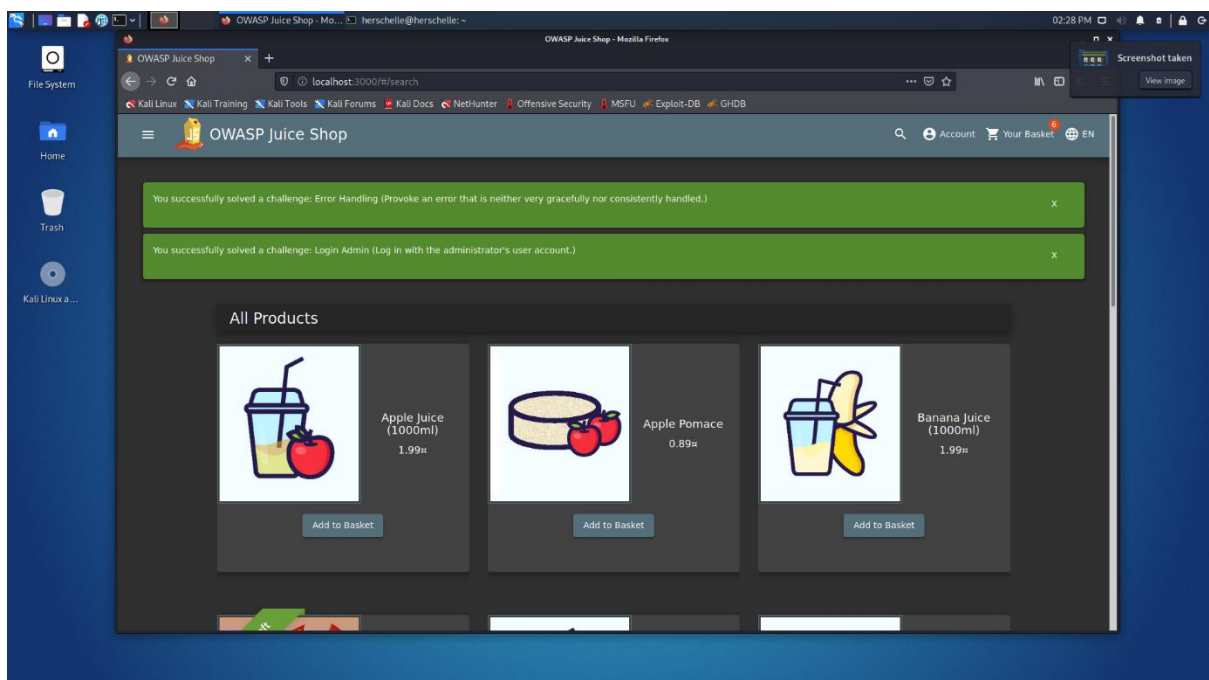 OWASP Juice Shop - Mo...
herschelle@herschelle: ~
02:28 PM
OWASP Juice Shop - Mozilla Firefox
Screenshot taken
View image
OWASP Juice Shop
localhost:3000/#/search
Kali Linux Kali Training Kali Tools Kali Forums Kali Docs NetHunter Offensive Security MSFU Exploit-DB GHDB
File System
Home
Trash
Kali Linux a...
OWASP Juice Shop
Account
6
Your Basket
EN
You successfully solved a challenge: Error Handling (Provoke an error that is neither very gracefully nor consistently handled.)
X
You successfully solved a challenge: Login Admin (Log in with the administrator's user account.)
X
All Products
Apple Juice
(1000ml)
1.99¤
Add to Basket
Apple Pomace
0.89¤
Add to Basket
Banana Juice
(1000ml)
1.99¤
Add to Basket